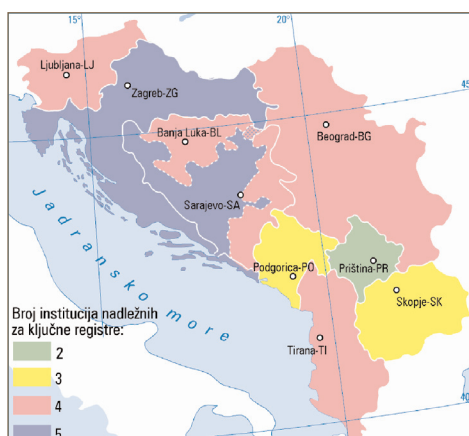 15°
20°
45
Ljubljana-LJ
Zagreb-ZG
Banja Luka-BL
Beograd-BG
Sarajevo-SA
Jadransko more
Podgorica-PO
Priština-PR
Skopje-SK
Tirana-TI
Broj institucija nadležnih
za ključne registre:
2
3
4
5
40